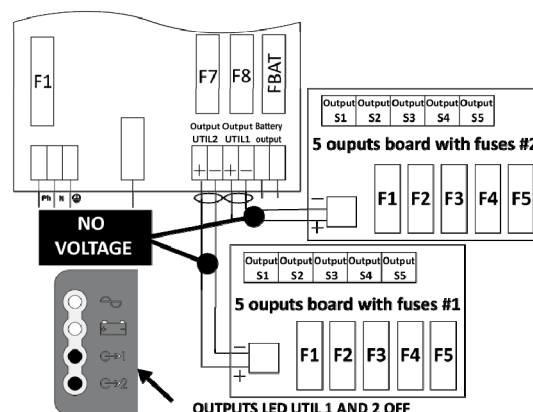 F1
F7
F8
FBAT
Output Output Battery
UTIL2 UTIL1 output
+ - + -
Ph N
NO
VOLTAGE
Output Output Output Output Output
S1 S2 S3 S4 S5
5 ouputs board with fuses #2
F1 F2 F3 F4 F5
-
+
Output Output Output Output Output
S1 S2 S3 S4 S5
5 ouputs board with fuses #1
F1 F2 F3 F4 F5
-
+
1
2
OUTPUTS LED UTIL 1 AND 2 OFF